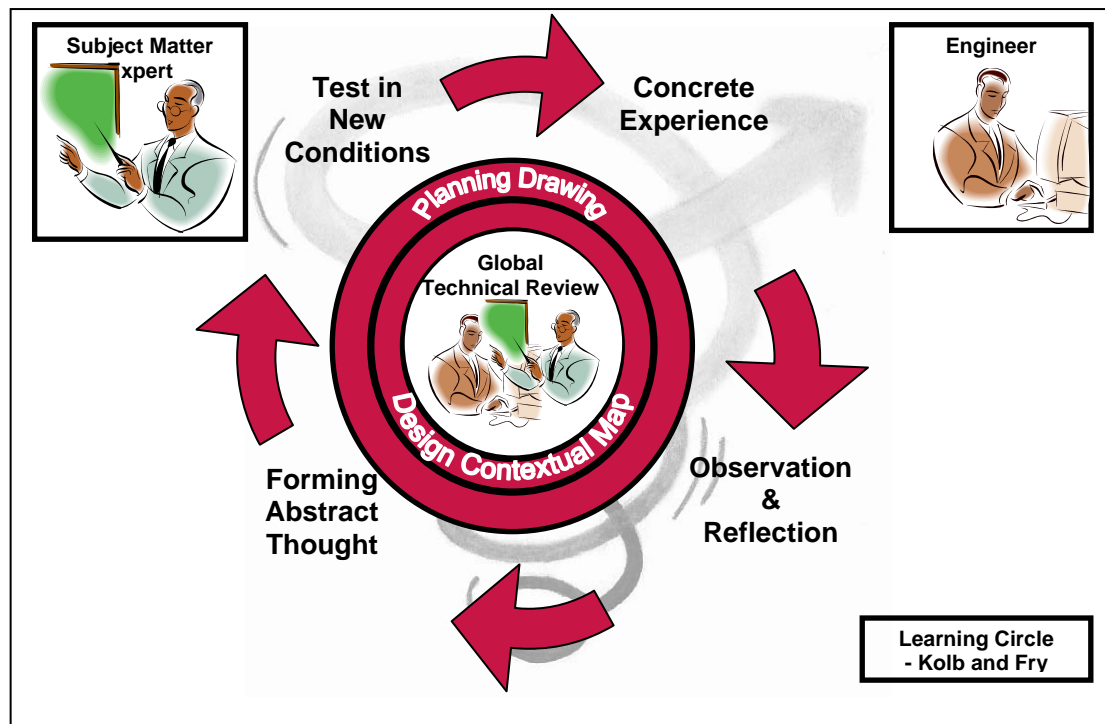 Subject Matter
Expert
Engineer
Test in
New
Conditions
Concrete
Experience
Planning Drawing
Global
Technical Review
Design Contextual Map
Forming
Abstract
Thought
Observation
&
Reflection
Learning Circle
- Kolb and Fry